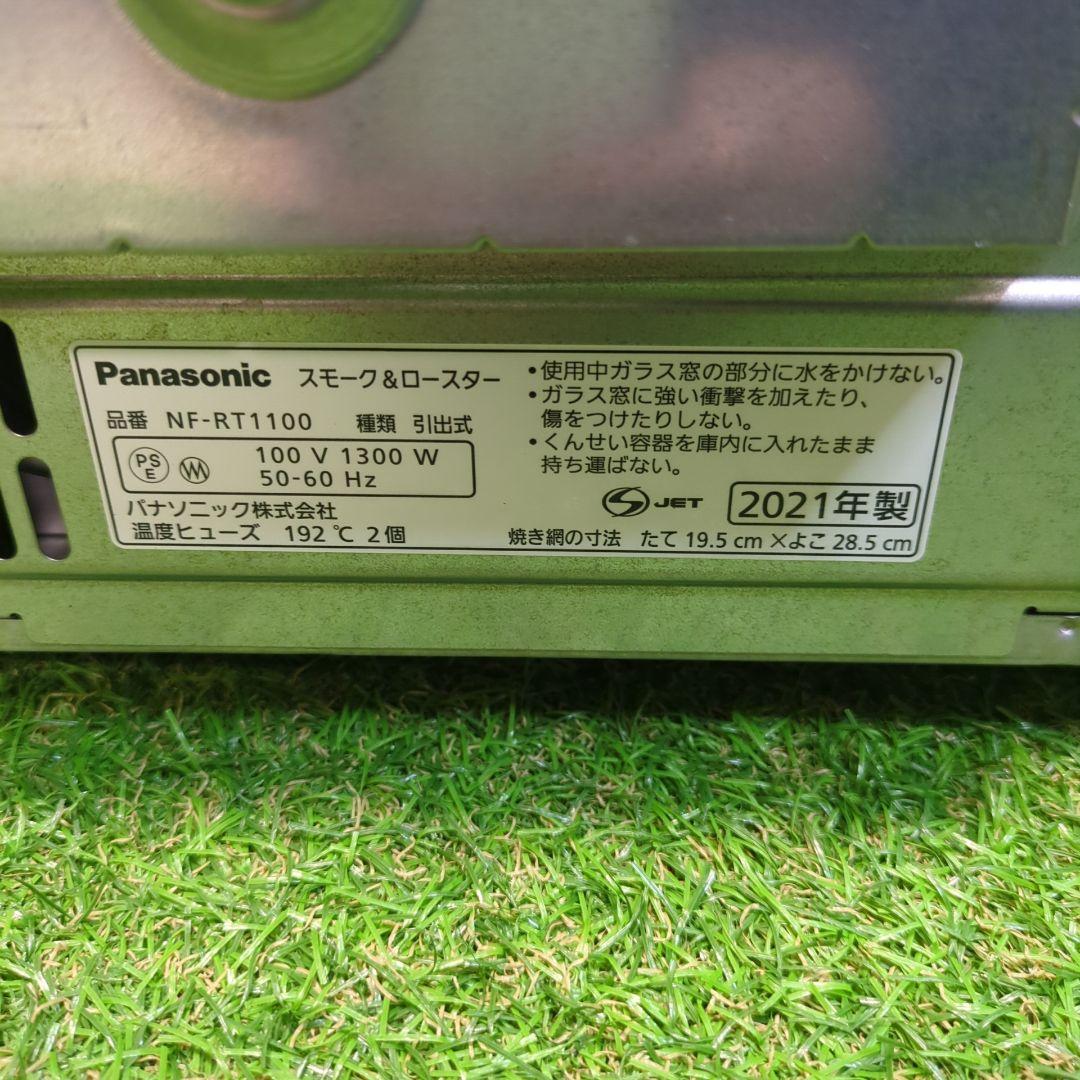 Panasonic スモーク&ロースター
品番 NF-RT1100 種類 引出式
PS
E
100 V 1300 W
50-60 Hz
パナソニック株式会社
温度ヒューズ 192 ℃ 2個
•使用中ガラス窓の部分に水をかけない。
•ガラス窓に強い衝撃を加えたり、
傷をつけたりしない。
•くんせい容器を庫内に入れたまま
持ち運ばない。
JET 2021年製
焼き網の寸法 たて 19.5 cm ×よこ 28.5 cm